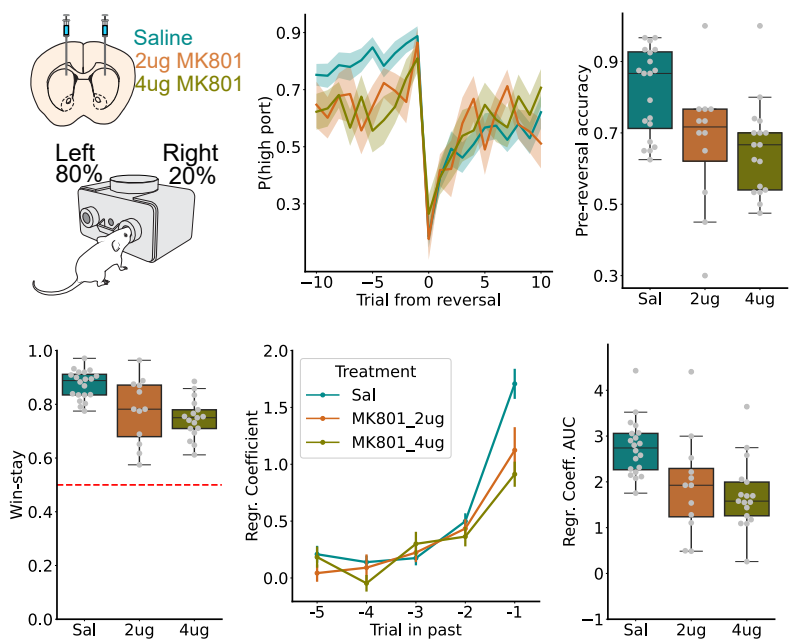 Saline
2ug MK801
4ug MK801
Left
80%
Right
20%
P(high port)
0.9
0.7
0.5
0.3
−10
−5
0
5
10
Trial from reversal
Pre-reversal accuracy
0.9
0.7
0.5
0.3
Sal
2ug
4ug
Win-stay
1.0
0.8
0.6
0.4
0.2
0.0
Sal
2ug
4ug
Regr. Coefficient
2.0
1.5
1.0
0.5
0.0
Treatment
Sal
MK801_2ug
MK801_4ug
-5
-4
-3
-2
-1
Trial in past
Regr. Coeff. AUC
4
3
2
1
0
−1
Sal
2ug
4ug